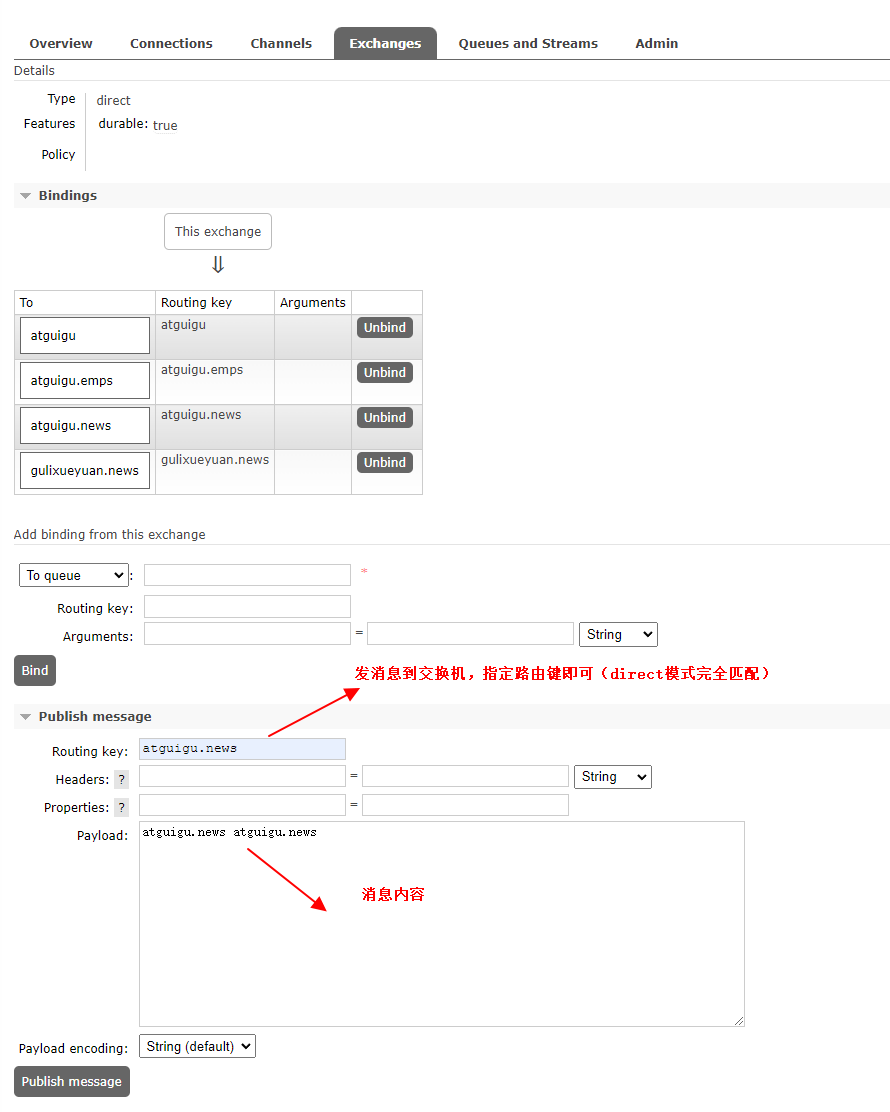 Overview Connections Channels Exchanges Queues and Streams Admin
Details
Type direct
Features durable: true
Policy
Bindings
This exchange
⇓
To Routing key Arguments
atguigu atguigu Unbind
atguigu.emps atguigu.emps Unbind
atguigu.news atguigu.news Unbind
gulixueyuan.news gulixueyuan.news Unbind
Add binding from this exchange
To queue : *
Routing key:
Arguments: = String
Bind
发消息到交换机，指定路由键即可（direct模式完全匹配）
Publish message
Routing key: atguigu.news
Headers: ? = String
Properties: ? =
Payload: atguigu.news atguigu.news
消息内容
Payload encoding: String (default)
Publish message